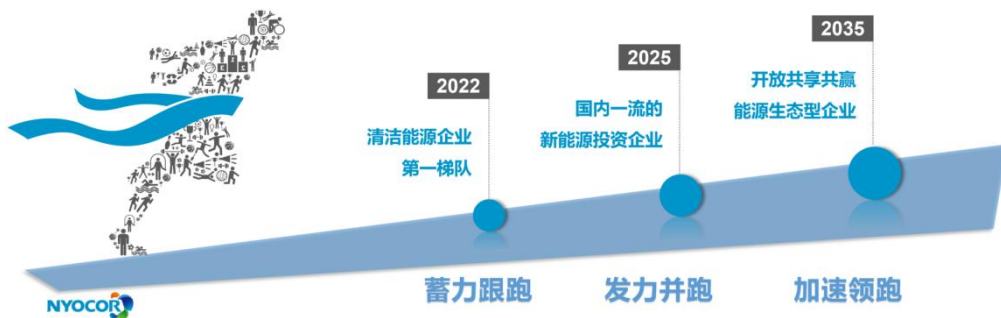 2022
清洁能源企业
第一梯队
2025
国内一流的
新能源投资企业
2035
开放共享共赢
能源生态型企业
蓄力跟跑
发力并跑
加速领跑
NYOCOR